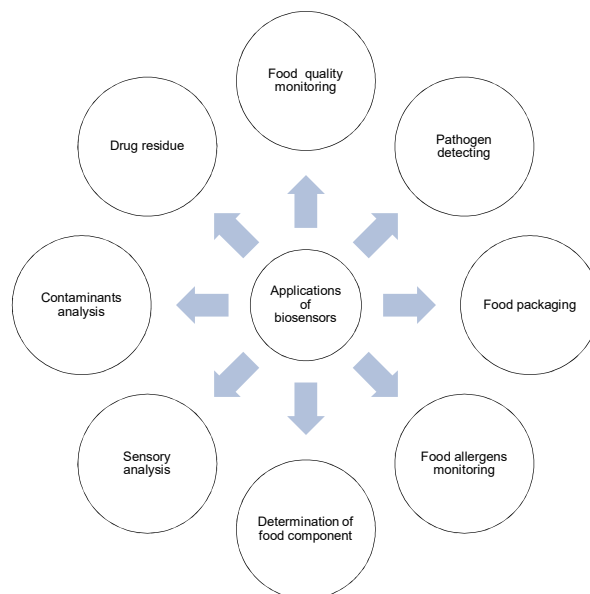 Food quality
monitoring
Pathogen
detecting
Food packaging
Food allergens
monitoring
Determination of
food component
Sensory
analysis
Contaminants
analysis
Drug residue
Applications
of
biosensors